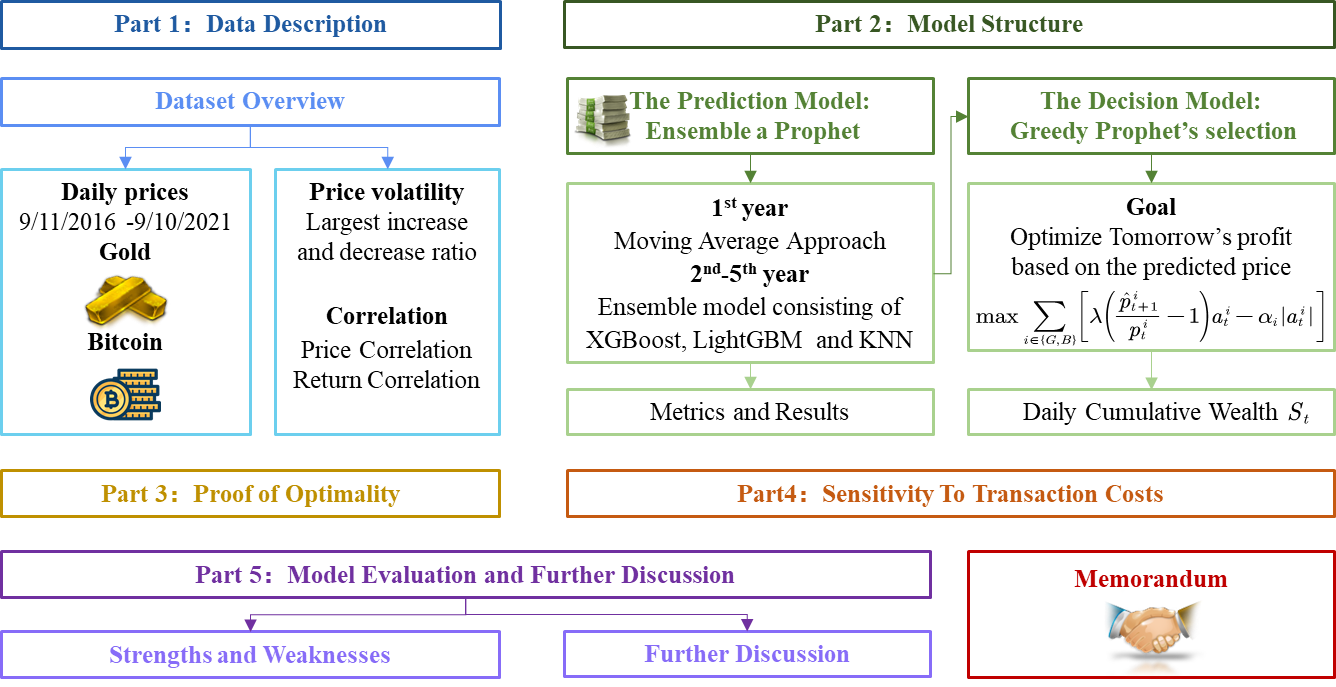 Part 1：Data Description
Dataset Overview
Daily prices
9/11/2016 -9/10/2021
Gold
Bitcoin
B
Price volatility
Largest increase
and decrease ratio
Correlation
Price Correlation
Return Correlation
Part 2：Model Structure
The Prediction Model:
Ensemble a Prophet
1st year
Moving Average Approach
2nd-5th year
Ensemble model consisting of
XGBoost, LightGBM and KNN
Metrics and Results
The Decision Model:
Greedy Prophet’s selection
Goal
Optimize Tomorrow’s profit
based on the predicted price
max ∑_{i∈{G,B}} [λ(p̂^i_{t+1}/p^i_t − 1)a^i_t − α_i|a^i_t|]
Daily Cumulative Wealth S_t
Part 3：Proof of Optimality
Part4：Sensitivity To Transaction Costs
Part 5：Model Evaluation and Further Discussion
Strengths and Weaknesses
Further Discussion
Memorandum